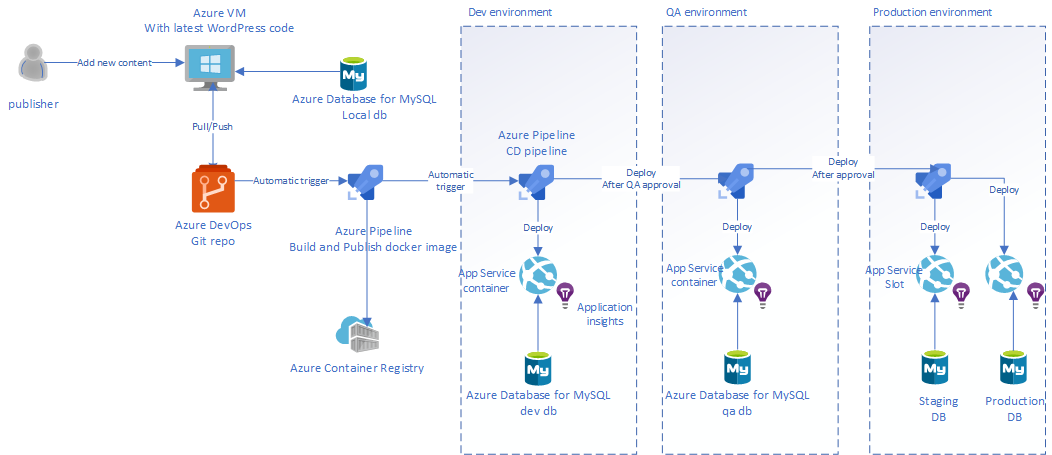 Azure VM
With latest WordPress code
Dev environment
QA environment
Production environment
Add new content
My
publisher
Azure Database for MySQL
Local db
Pull/Push
Azure Pipeline
CD pipeline
Automatic trigger
Automatic
trigger
Deploy
After QA approval
Deploy
After approval
Deploy
Azure DevOps
Git repo
Azure Pipeline
Build and Publish docker image
Deploy
Deploy
Deploy
App Service
container
Application
insights
App Service
container
App Service
Slot
Azure Container Registry
My
My
My
My
Azure Database for MySQL
dev db
Azure Database for MySQL
qa db
Staging
DB
Production
DB